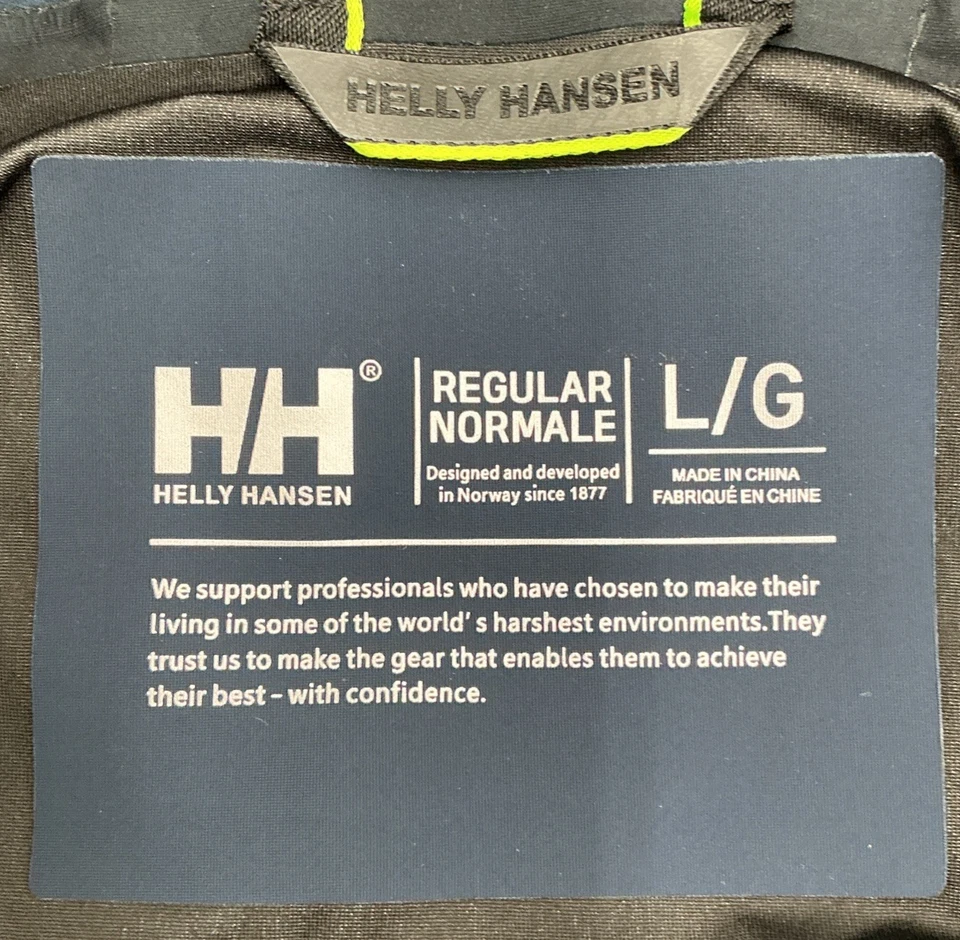 HELLY HANSEN
HH®
HELLY HANSEN
REGULAR
NORMALE
Designed and developed
in Norway since 1877
L/G
MADE IN CHINA
FABRIQUÉ EN CHINE
We support professionals who have chosen to make their
living in some of the world's harshest environments.They
trust us to make the gear that enables them to achieve
their best – with confidence.